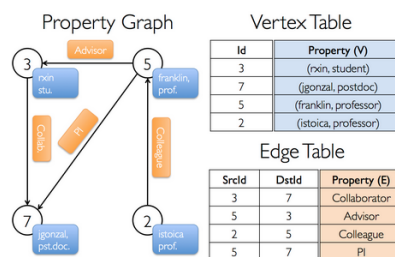 Property Graph
Advisor
3
5
rxin
stu.
franklin,
prof.
Collab.
PI
Colleague
7
2
jgonzal,
pst.doc.
istoica
prof.
Vertex Table
Id Property (V)
3 (rxin, student)
7 (jgonzal, postdoc)
5 (franklin, professor)
2 (istoica, professor)
Edge Table
SrcId DstId Property (E)
3 7 Collaborator
5 3 Advisor
2 5 Colleague
5 7 PI